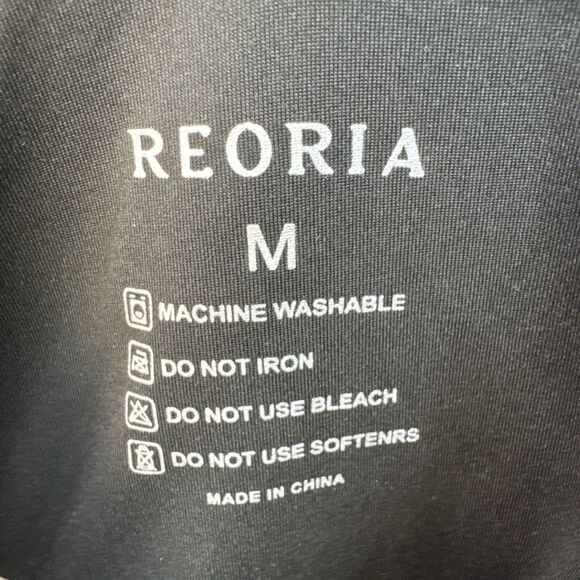 REORIA
M
MACHINE WASHABLE
DO NOT IRON
DO NOT USE BLEACH
DO NOT USE SOFTENRS
MADE IN CHINA